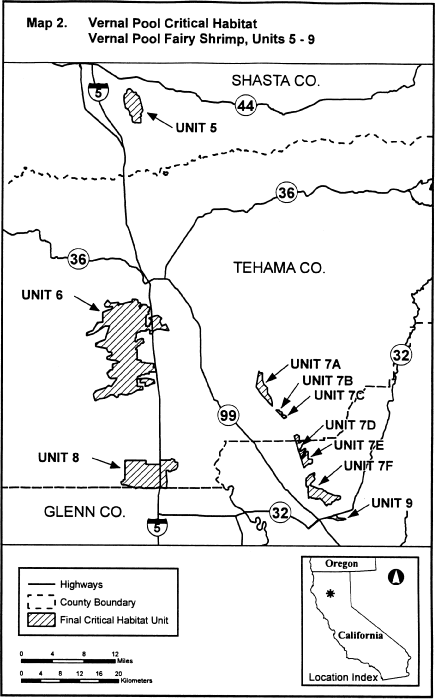 Map 2. Vernal Pool Critical Habitat
Vernal Pool Fairy Shrimp, Units 5 - 9
SHASTA CO.
5
44
UNIT 5
36
36
TEHAMA CO.
UNIT 6
32
UNIT 7A
UNIT 7B
UNIT 7C
99
UNIT 7D
UNIT 7E
UNIT 8
UNIT 7F
UNIT 9
GLENN CO.
32
5
Highways
County Boundary
Final Critical Habitat Unit
0 4 8 12
Miles
0 4 8 12 16 20
Kilometers
Oregon
California
Location Index